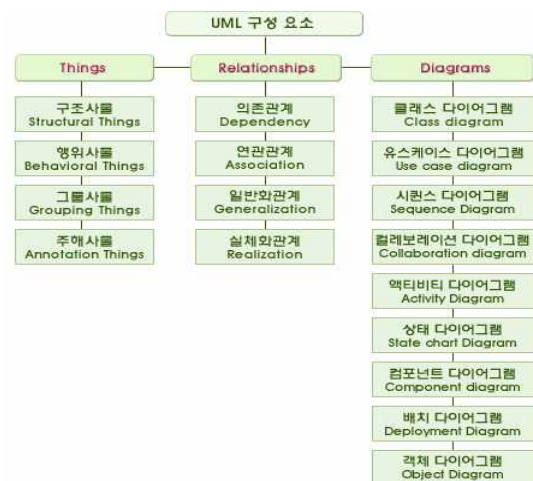 UML 구성 요소
Things
구조사물
Structural Things
행위사물
Behavioral Things
그룹사물
Grouping Things
주해사물
Annotation Things
Relationships
의존관계
Dependency
연관관계
Association
일반화관계
Generalization
실체화관계
Realization
Diagrams
클래스 다이어그램
Class diagram
유스케이스 다이어그램
Use case diagram
시퀀스 다이어그램
Sequence Diagram
컬레보레이션 다이어그램
Collaboration diagram
액티비티 다이어그램
Activity Diagram
상태 다이어그램
State chart Diagram
컴포넌트 다이어그램
Component diagram
배치 다이어그램
Deployment Diagram
객체 다이어그램
Object Diagram